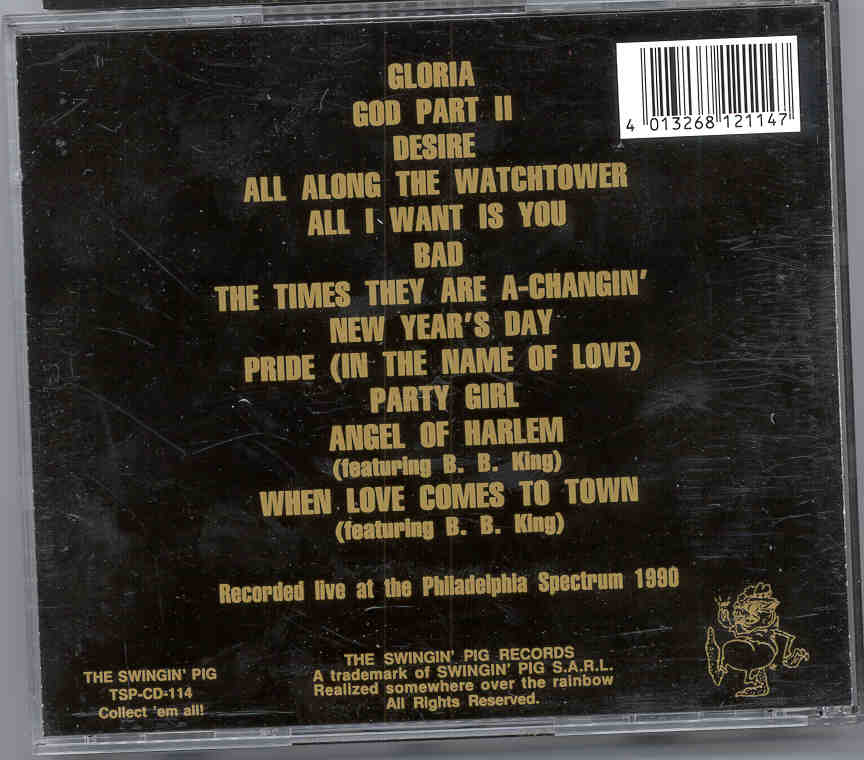 GLORIA
GOD PART II
DESIRE
ALL ALONG THE WATCHTOWER
ALL I WANT IS YOU
BAD
THE TIMES THEY ARE A-CHANGIN'
NEW YEAR'S DAY
PRIDE (IN THE NAME OF LOVE)
PARTY GIRL
ANGEL OF HARLEM
(featuring B. B. King)
WHEN LOVE COMES TO TOWN
(featuring B. B. King)
Recorded live at the Philadelphia Spectrum 1990
4 013268 121147
THE SWINGIN' PIG
TSP-CD-114
Collect 'em all!
THE SWINGIN' PIG RECORDS
A trademark of SWINGIN' PIG S.A.R.L.
Realized somewhere over the rainbow
All Rights Reserved.